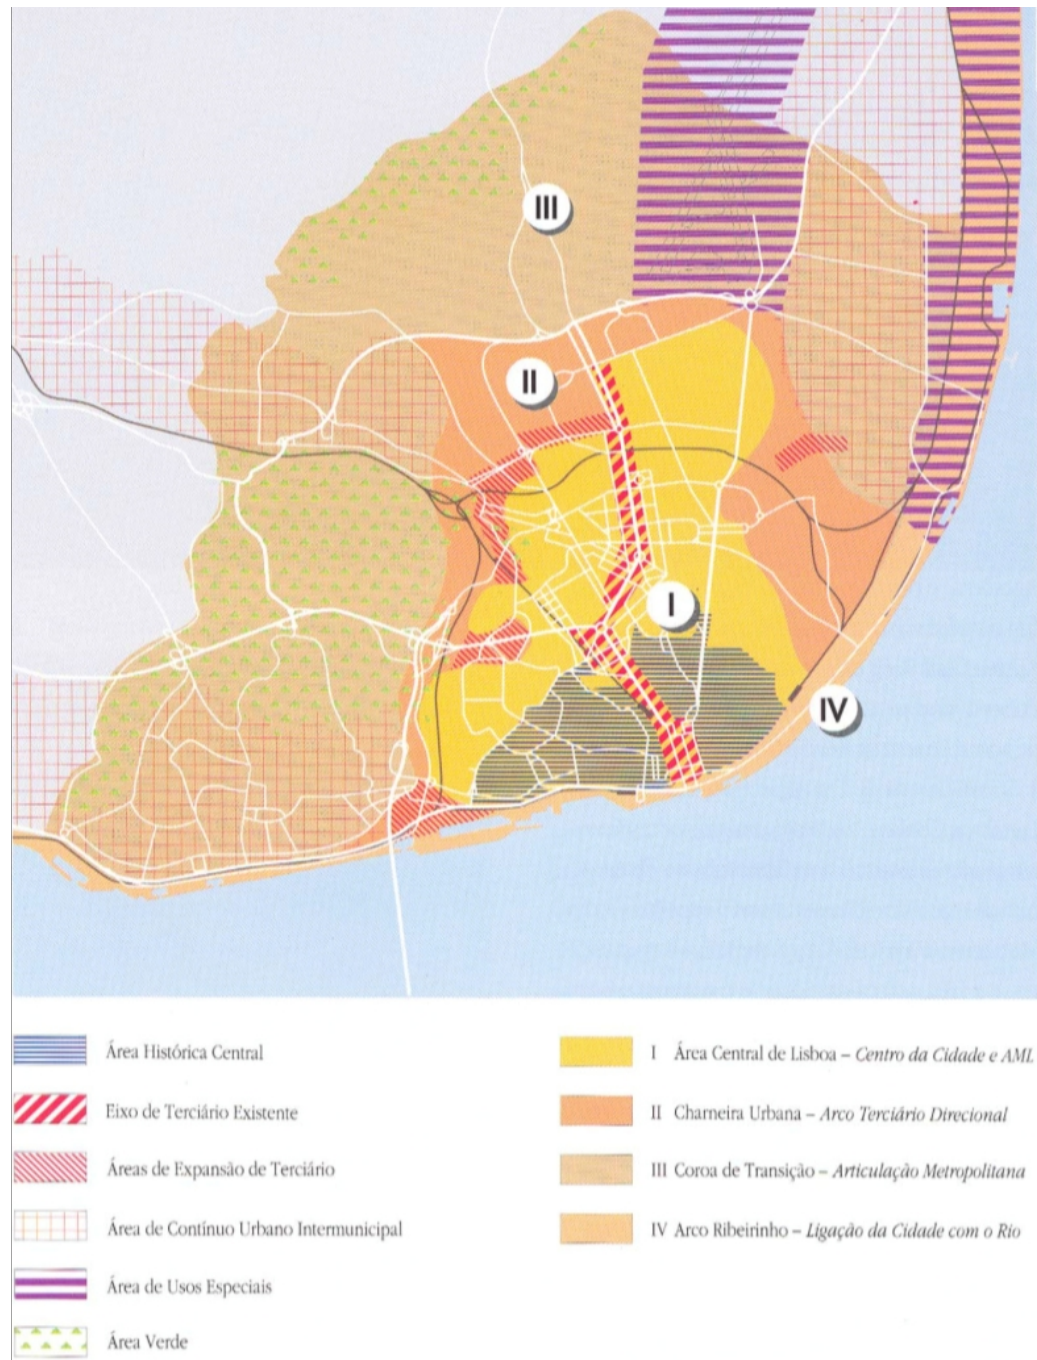 III
II
I
IV
Área Histórica Central
Eixo de Terciário Existente
Áreas de Expansão de Terciário
Área de Contínuo Urbano Intermunicipal
Área de Usos Especiais
Área Verde
I Área Central de Lisboa – Centro da Cidade e AML
II Charneira Urbana – Arco Terciário Direcional
III Coroa de Transição – Articulação Metropolitana
IV Arco Ribeirinho – Ligação da Cidade com o Rio